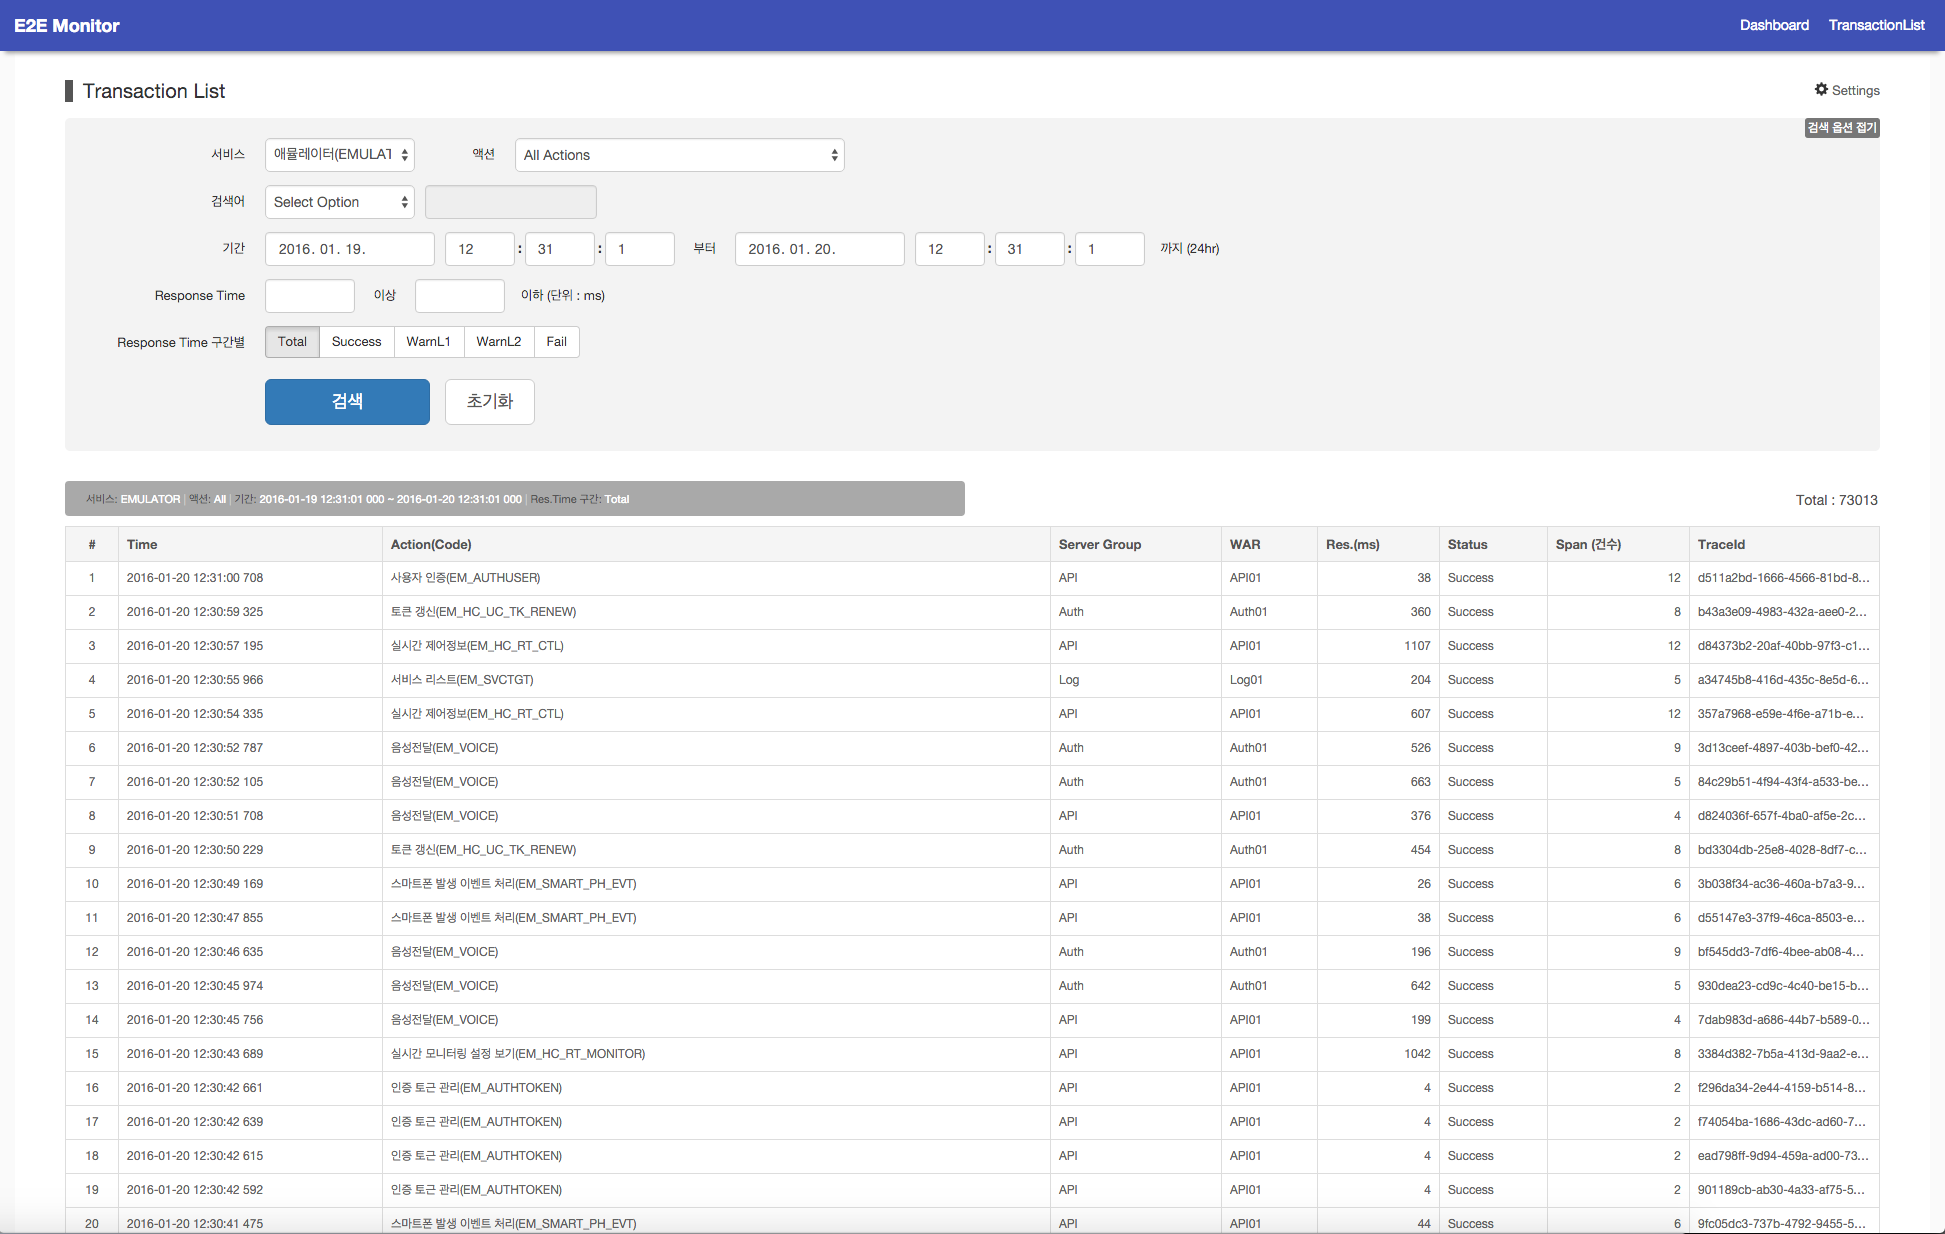 E2E Monitor Dashboard TransactionList
Transaction List Settings
검색 옵션 접기
서비스 애뮬레이터(EMULAT 액션 All Actions
검색어 Select Option
기간 2016. 01. 19. 12 : 31 : 1 부터 2016. 01. 20. 12 : 31 : 1 까지 (24hr)
Response Time 이상 이하 (단위 : ms)
Response Time 구간별 Total Success WarnL1 WarnL2 Fail
검색 초기화
서비스: EMULATOR | 액션: All | 기간: 2016-01-19 12:31:01 000 ~ 2016-01-20 12:31:01 000 | Res.Time 구간: Total Total : 73013
# Time Action(Code) Server Group WAR Res.(ms) Status Span (건수) TraceId
1 2016-01-20 12:31:00 708 사용자 인증(EM_AUTHUSER) API API01 38 Success 12 d511a2bd-1666-4566-81bd-8...
2 2016-01-20 12:30:59 325 토큰 갱신(EM_HC_UC_TK_RENEW) Auth Auth01 360 Success 8 b43a3e09-4983-432a-aee0-2...
3 2016-01-20 12:30:57 195 실시간 제어정보(EM_HC_RT_CTL) API API01 1107 Success 12 d84373b2-20af-40bb-97f3-c1...
4 2016-01-20 12:30:55 966 서비스 리스트(EM_SVCTGT) Log Log01 204 Success 5 a34745b8-416d-435c-8e5d-6...
5 2016-01-20 12:30:54 335 실시간 제어정보(EM_HC_RT_CTL) API API01 607 Success 12 357a7968-e59e-4f6e-a71b-e...
6 2016-01-20 12:30:52 787 음성전달(EM_VOICE) Auth Auth01 526 Success 9 3d13ceef-4897-403b-bef0-42...
7 2016-01-20 12:30:52 105 음성전달(EM_VOICE) Auth Auth01 663 Success 5 84c29b51-4f94-43f4-a533-be...
8 2016-01-20 12:30:51 708 음성전달(EM_VOICE) API API01 376 Success 4 d824036f-657f-4ba0-af5e-2c...
9 2016-01-20 12:30:50 229 토큰 갱신(EM_HC_UC_TK_RENEW) Auth Auth01 454 Success 8 bd3304db-25e8-4028-8df7-c...
10 2016-01-20 12:30:49 169 스마트폰 발생 이벤트 처리(EM_SMART_PH_EVT) API API01 26 Success 6 3b038f34-ac36-460a-b7a3-9...
11 2016-01-20 12:30:47 855 스마트폰 발생 이벤트 처리(EM_SMART_PH_EVT) API API01 38 Success 6 d55147e3-37f9-46ca-8503-e...
12 2016-01-20 12:30:46 635 음성전달(EM_VOICE) Auth Auth01 196 Success 9 bf545dd3-7df6-4bee-ab08-4...
13 2016-01-20 12:30:45 974 음성전달(EM_VOICE) Auth Auth01 642 Success 5 930dea23-cd9c-4c40-be15-b...
14 2016-01-20 12:30:45 756 음성전달(EM_VOICE) API API01 199 Success 4 7dab983d-a686-44b7-b589-0...
15 2016-01-20 12:30:43 689 실시간 모니터링 설정 보기(EM_HC_RT_MONITOR) API API01 1042 Success 8 3384d382-7b5a-413d-9aa2-e...
16 2016-01-20 12:30:42 661 인증 토근 관리(EM_AUTHTOKEN) API API01 4 Success 2 f296da34-2e44-4159-b514-8...
17 2016-01-20 12:30:42 639 인증 토근 관리(EM_AUTHTOKEN) API API01 4 Success 2 f74054ba-1686-43dc-ad60-7...
18 2016-01-20 12:30:42 615 인증 토근 관리(EM_AUTHTOKEN) API API01 4 Success 2 ead798ff-9d94-459a-ad00-73...
19 2016-01-20 12:30:42 592 인증 토근 관리(EM_AUTHTOKEN) API API01 4 Success 2 901189cb-ab30-4a33-af75-5...
20 2016-01-20 12:30:41 475 스마트폰 발생 이벤트 처리(EM_SMART_PH_EVT) API API01 44 Success 6 9fc05dc3-737b-4792-9455-5...